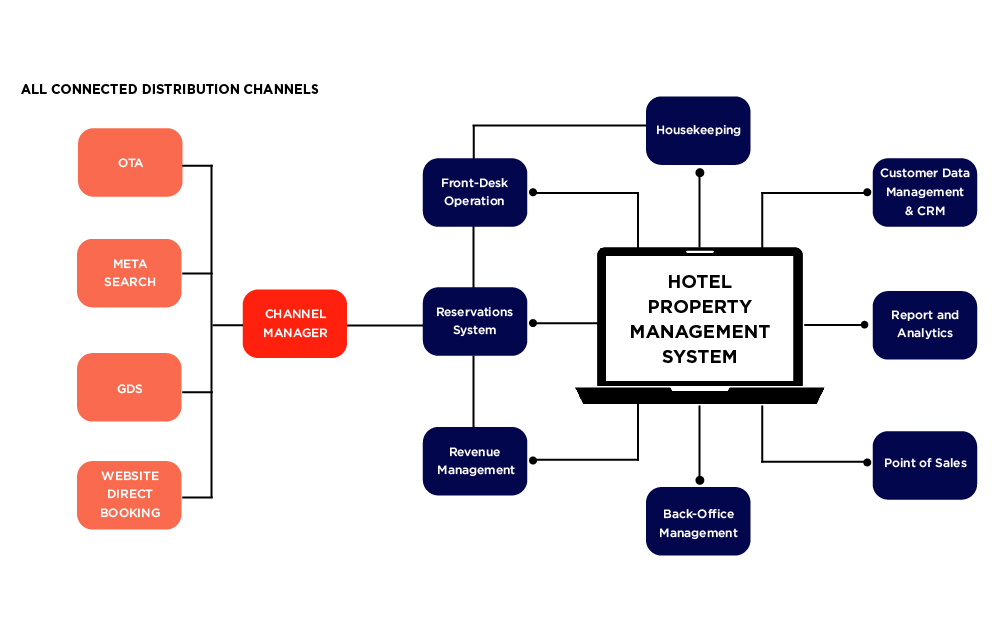 ALL CONNECTED DISTRIBUTION CHANNELS
OTA
META
SEARCH
GDS
WEBSITE
DIRECT
BOOKING
CHANNEL
MANAGER
Front-Desk
Operation
Reservations
System
Revenue
Management
Housekeeping
HOTEL
PROPERTY
MANAGEMENT
SYSTEM
Back-Office
Management
Customer Data
Management
& CRM
Report and
Analytics
Point of Sales